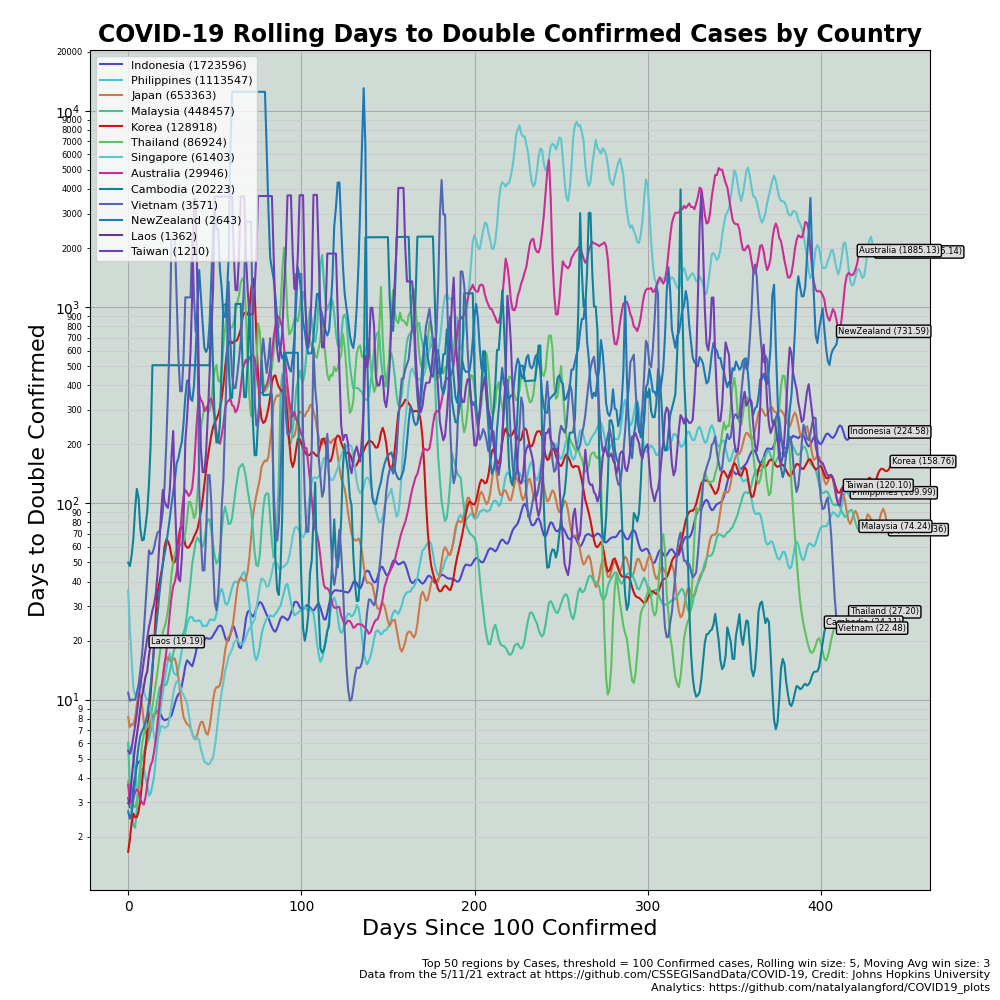 COVID-19 Rolling Days to Double Confirmed Cases by Country
Days to Double Confirmed
20000
10^4
9000
8000
7000
6000
5000
4000
3000
2000
10^3
900
800
700
600
500
400
300
200
10^2
90
80
70
60
50
40
30
20
10^1
9
8
7
6
5
4
3
2
Indonesia (1723596)
Philippines (1113547)
Japan (653363)
Malaysia (448457)
Korea (128918)
Thailand (86924)
Singapore (61403)
Australia (29946)
Cambodia (20223)
Vietnam (3571)
NewZealand (2643)
Laos (1362)
Taiwan (1210)
Australia (1885.13)
NewZealand (731.59)
Indonesia (224.58)
Korea (158.76)
Taiwan (120.10)
Malaysia (74.24)
Thailand (27.20)
Vietnam (22.48)
Laos (19.19)
0
100
200
300
400
Days Since 100 Confirmed
Top 50 regions by Cases, threshold = 100 Confirmed cases, Rolling win size: 5, Moving Avg win size: 3
Data from the 5/11/21 extract at https://github.com/CSSEGISandData/COVID-19, Credit: Johns Hopkins University
Analytics: https://github.com/natalyalangford/COVID19_plots